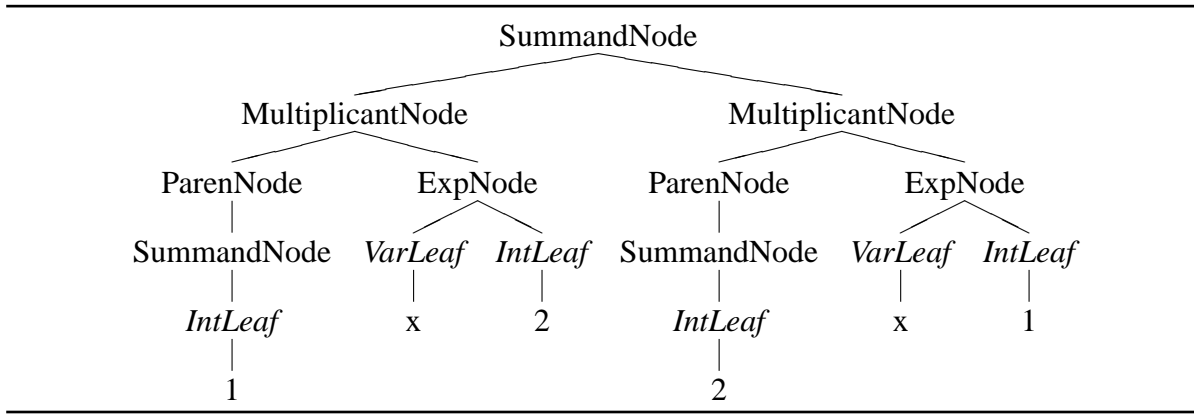 SummandNode
MultiplicantNode MultiplicantNode
ParenNode ExpNode ParenNode ExpNode
SummandNode VarLeaf IntLeaf SummandNode VarLeaf IntLeaf
IntLeaf x 2 IntLeaf x 1
1 2